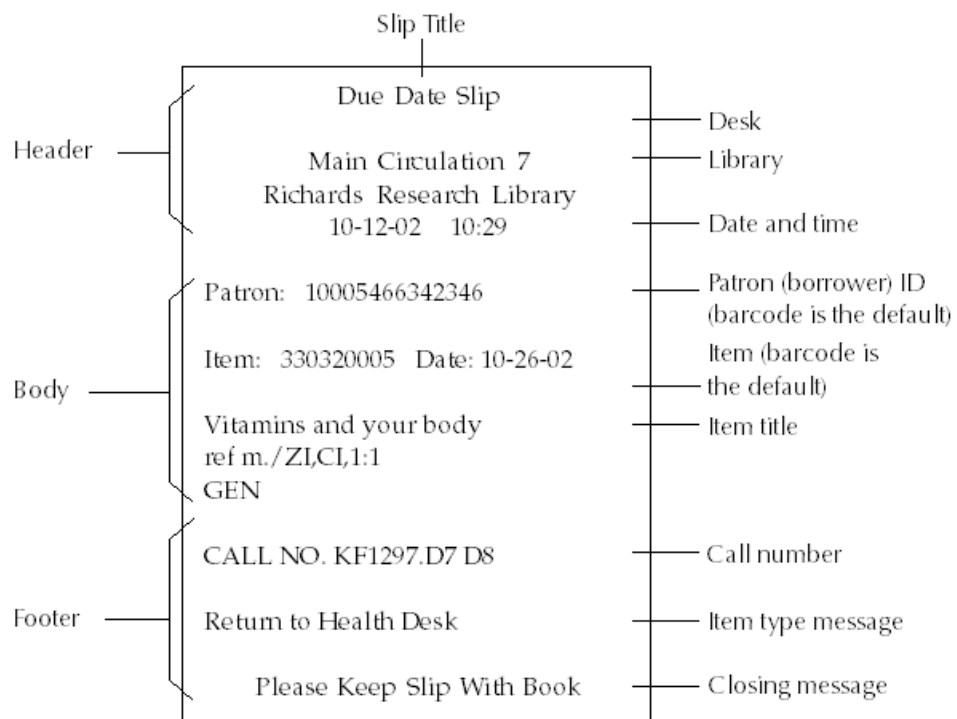 Slip Title
Due Date Slip
Desk
Header
Main Circulation 7
Library
Richards Research Library
10-12-02 10:29
Date and time
Patron: 10005466342346
Patron (borrower) ID
(barcode is the default)
Item: 330320005 Date: 10-26-02
Item (barcode is
the default)
Body
Vitamins and your body
Item title
ref m./ZI,CI,1:1
GEN
CALL NO. KF1297.D7 D8
Call number
Footer
Return to Health Desk
Item type message
Please Keep Slip With Book
Closing message